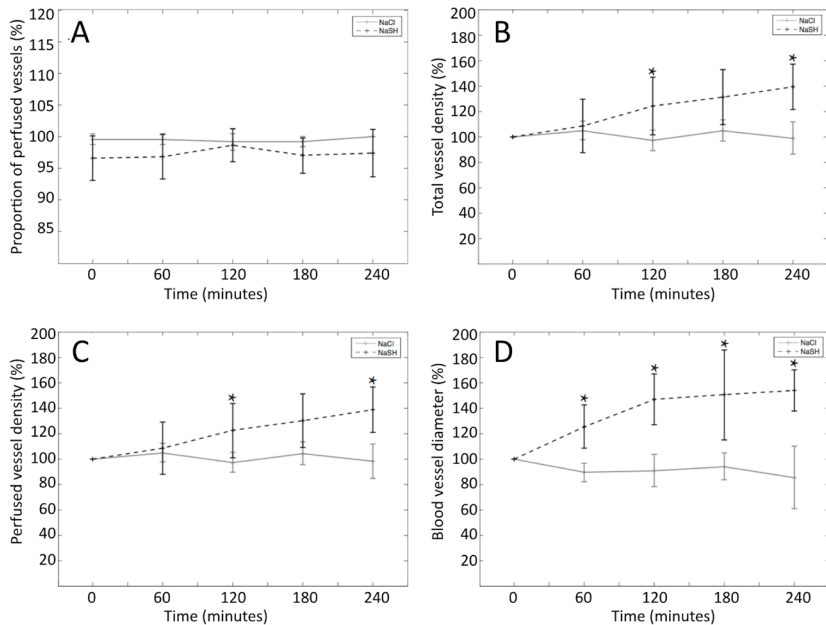 A
NaCl
NaSH
Proportion of perfused vessels (%)
120
115
110
105
100
95
90
85
0 60 120 180 240
Time (minutes)
B
NaCl
NaSH
Total vessel density (%)
200
180
160
140
120
100
80
60
40
20
* *
0 60 120 180 240
Time (minutes)
C
NaCl
NaSH
Perfused vessel density (%)
200
180
160
140
120
100
80
60
40
20
* *
0 60 120 180 240
Time (minutes)
D
NaCl
NaSH
Blood vessel diameter (%)
200
180
160
140
120
100
80
60
40
20
* * * *
0 60 120 180 240
Time (minutes)